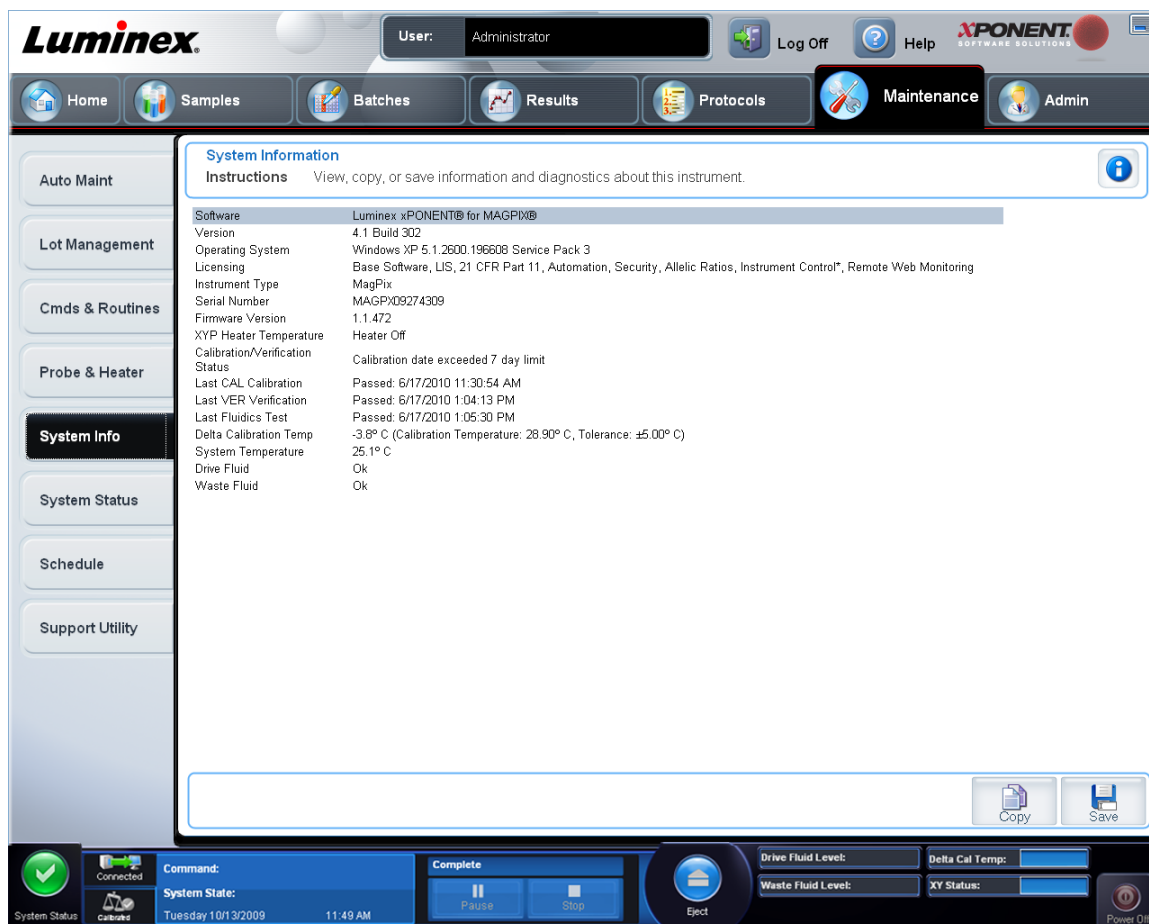 Luminex.
User: Administrator
Log Off
Help
XPONENT.
SOFTWARE SOLUTIONS
Home
Samples
Batches
Results
Protocols
Maintenance
Admin
Auto Maint
Lot Management
Cmds & Routines
Probe & Heater
System Info
System Status
Schedule
Support Utility
System Information
Instructions View, copy, or save information and diagnostics about this instrument.
Software Luminex xPONENT® for MAGPIX®
Version 4.1 Build 302
Operating System Windows XP 5.1.2600.196608 Service Pack 3
Licensing Base Software, LIS, 21 CFR Part 11, Automation, Security, Allelic Ratios, Instrument Control*, Remote Web Monitoring
Instrument Type MagPix
Serial Number MAGPX09274309
Firmware Version 1.1.472
XYP Heater Temperature Heater Off
Calibration/Verification
Status Calibration date exceeded 7 day limit
Last CAL Calibration Passed: 6/17/2010 11:30:54 AM
Last VER Verification Passed: 6/17/2010 1:04:13 PM
Last Fluidics Test Passed: 6/17/2010 1:05:30 PM
Delta Calibration Temp -3.8º C (Calibration Temperature: 28.90º C, Tolerance: ±5.00º C)
System Temperature 25.1º C
Drive Fluid Ok
Waste Fluid Ok
Copy
Save
System Status
Connected
Calibrated
Command:
System State:
Tuesday 10/13/2009 11:49 AM
Complete
Pause
Stop
Eject
Drive Fluid Level:
Waste Fluid Level:
Delta Cal Temp:
XY Status:
Power Off